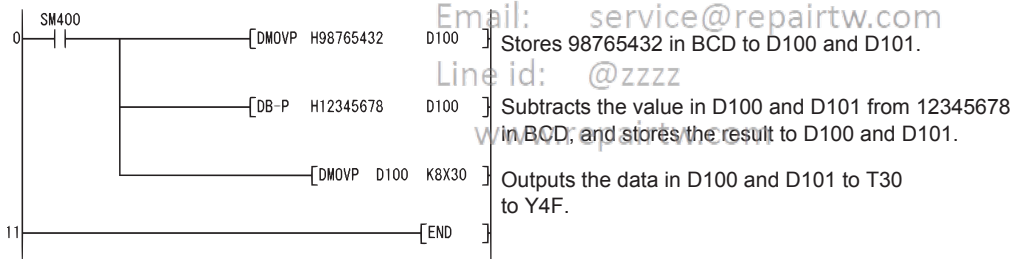 SM400
Email: service@repairtw.com
0 DMOVP H98765432 D100
Stores 98765432 in BCD to D100 and D101.
Line id: @zzzz
DB-P H12345678 D100
Subtracts the value in D100 and D101 from 12345678
in BCD, and stores the result to D100 and D101.
www.repairtw.com
DMOVP D100 K8X30
Outputs the data in D100 and D101 to T30
to Y4F.
11 END